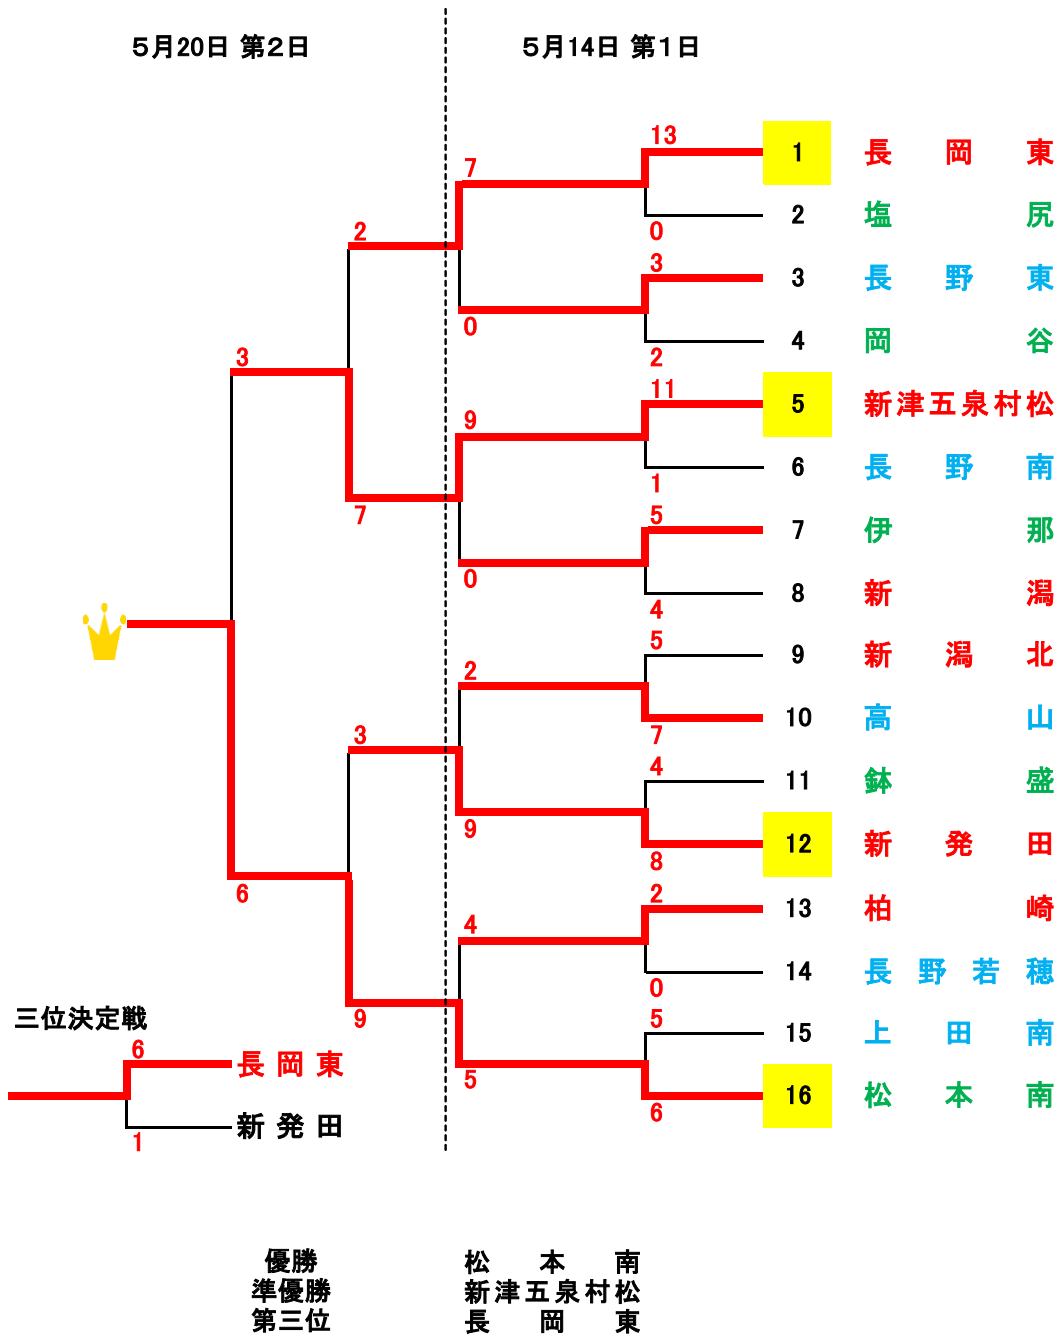 ５月20日 第２日
５月14日 第１日
13
1 長岡東
7
2 塩尻
0
2
3
3 長野東
0
4 岡谷
2
3
11
5 新津五泉村松
9
6 長野南
1
7
5
7 伊那
0
8 新潟
4
5
9 新潟北
2
10 高山
7
3
4
11 鉢盛
9
12 新発田
8
6
2
13 柏崎
4
14 長野若穂
0
9
5
15 上田南
5
16 松本南
6
三位決定戦
6
長岡東
新発田
1
優勝 松本南
準優勝 新津五泉村松
第三位 長岡東